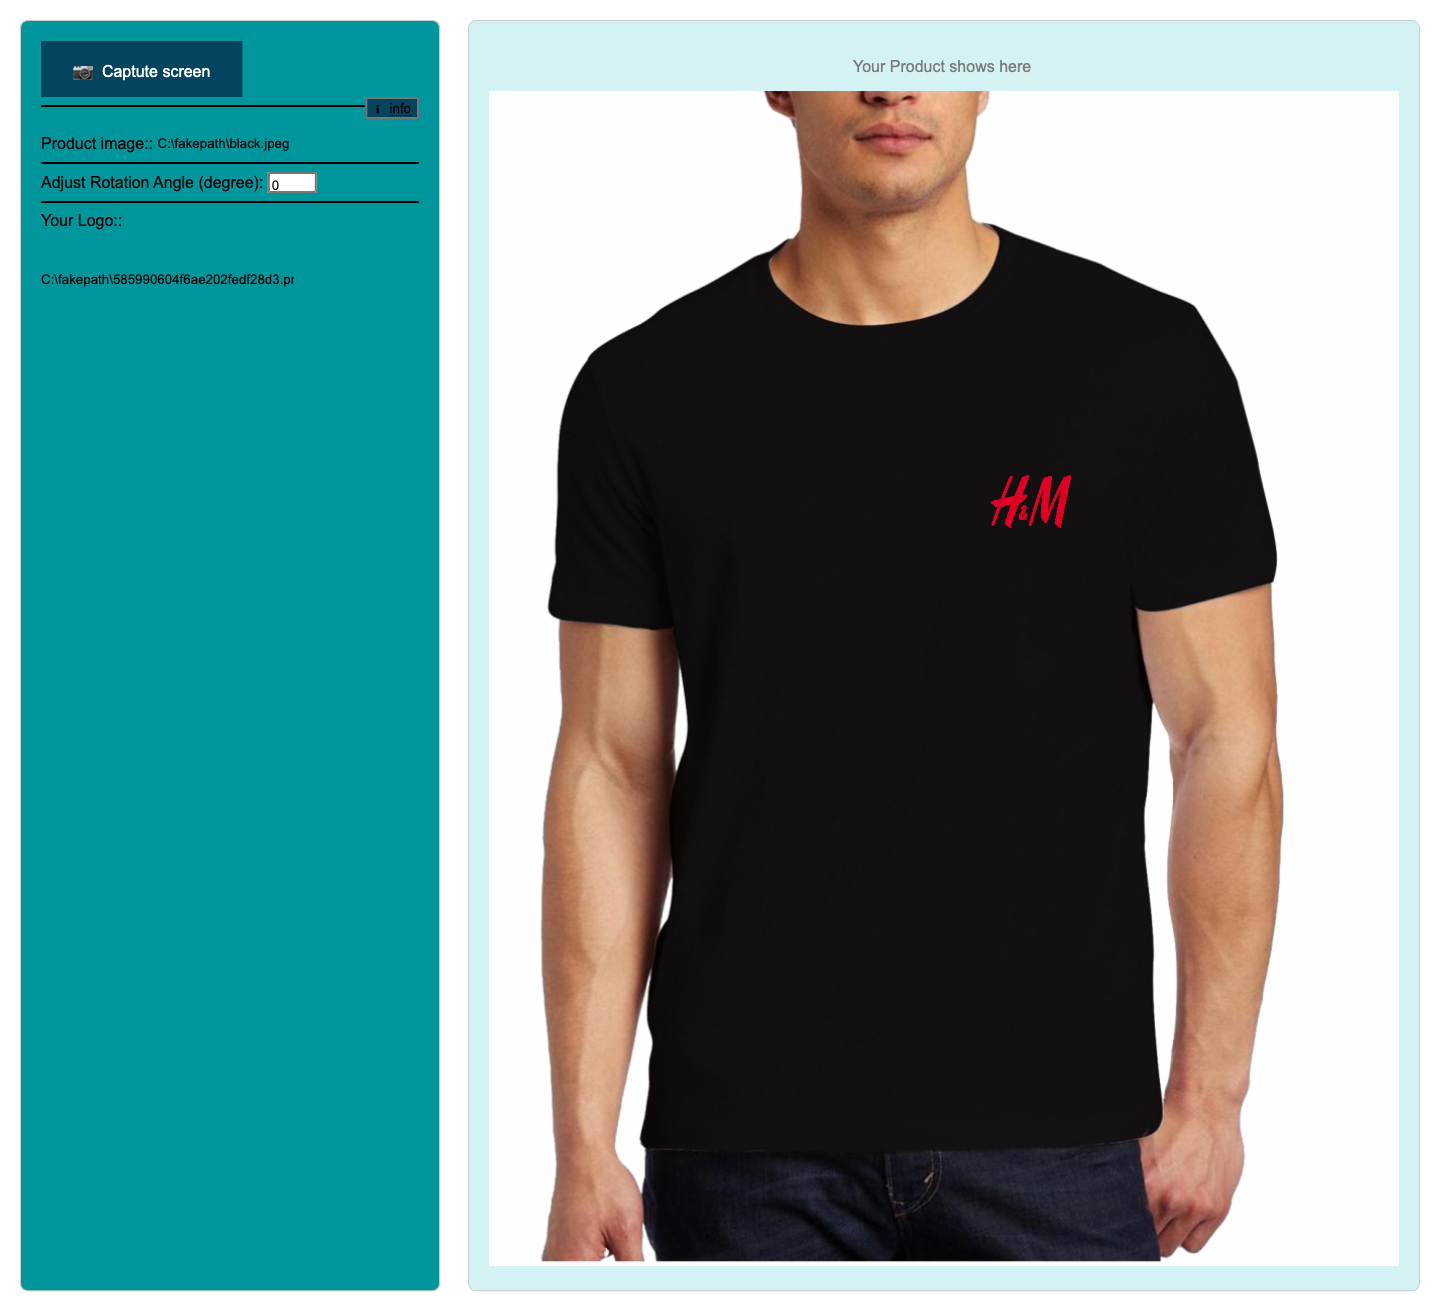 Captute screen
i info
Product image:: C:\fakepath\black.jpeg
Adjust Rotation Angle (degree): 0
Your Logo::
C:\fakepath\585990604f6ae202fedf28d3.pr
Your Product shows here
H&M